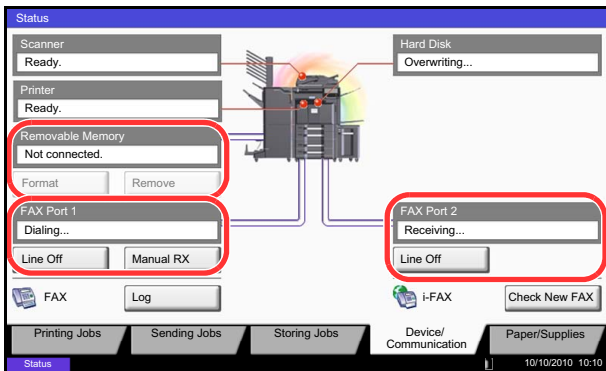 Status
Scanner
Ready.
Hard Disk
Overwriting...
Printer
Ready.
Removable Memory
Not connected.
Format
Remove
FAX Port 1
Dialing...
Line Off
Manual RX
FAX Port 2
Receiving...
Line Off
FAX
Log
i-FAX
Check New FAX
Printing Jobs
Sending Jobs
Storing Jobs
Device/
Communication
Paper/Supplies
Status
10/10/2010 10:10